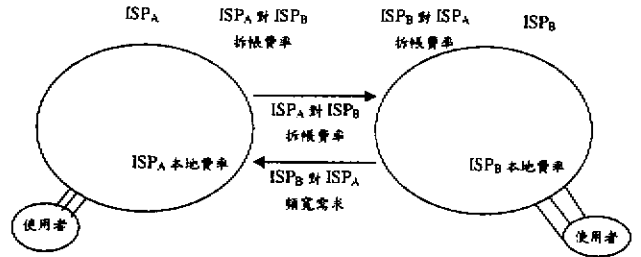 ISPA
ISPA 對 ISPB
拆帳費率
ISPB 對 ISPA
拆帳費率
ISPB
ISPA 對 ISPB
拆帳費率
ISPA 本地費率
ISPB 對 ISPA
頻寬需求
ISPB 本地費率
使用者
使用者